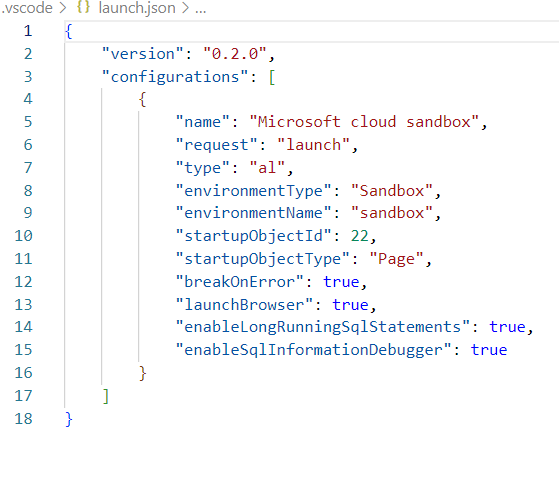 .vscode > {} launch.json > ...
1 {
2 "version": "0.2.0",
3 "configurations": [
4 {
5 "name": "Microsoft cloud sandbox",
6 "request": "launch",
7 "type": "al",
8 "environmentType": "Sandbox",
9 "environmentName": "sandbox",
10 "startupObjectId": 22,
11 "startupObjectType": "Page",
12 "breakOnError": true,
13 "launchBrowser": true,
14 "enableLongRunningSqlStatements": true,
15 "enableSqlInformationDebugger": true
16 }
17 ]
18 }